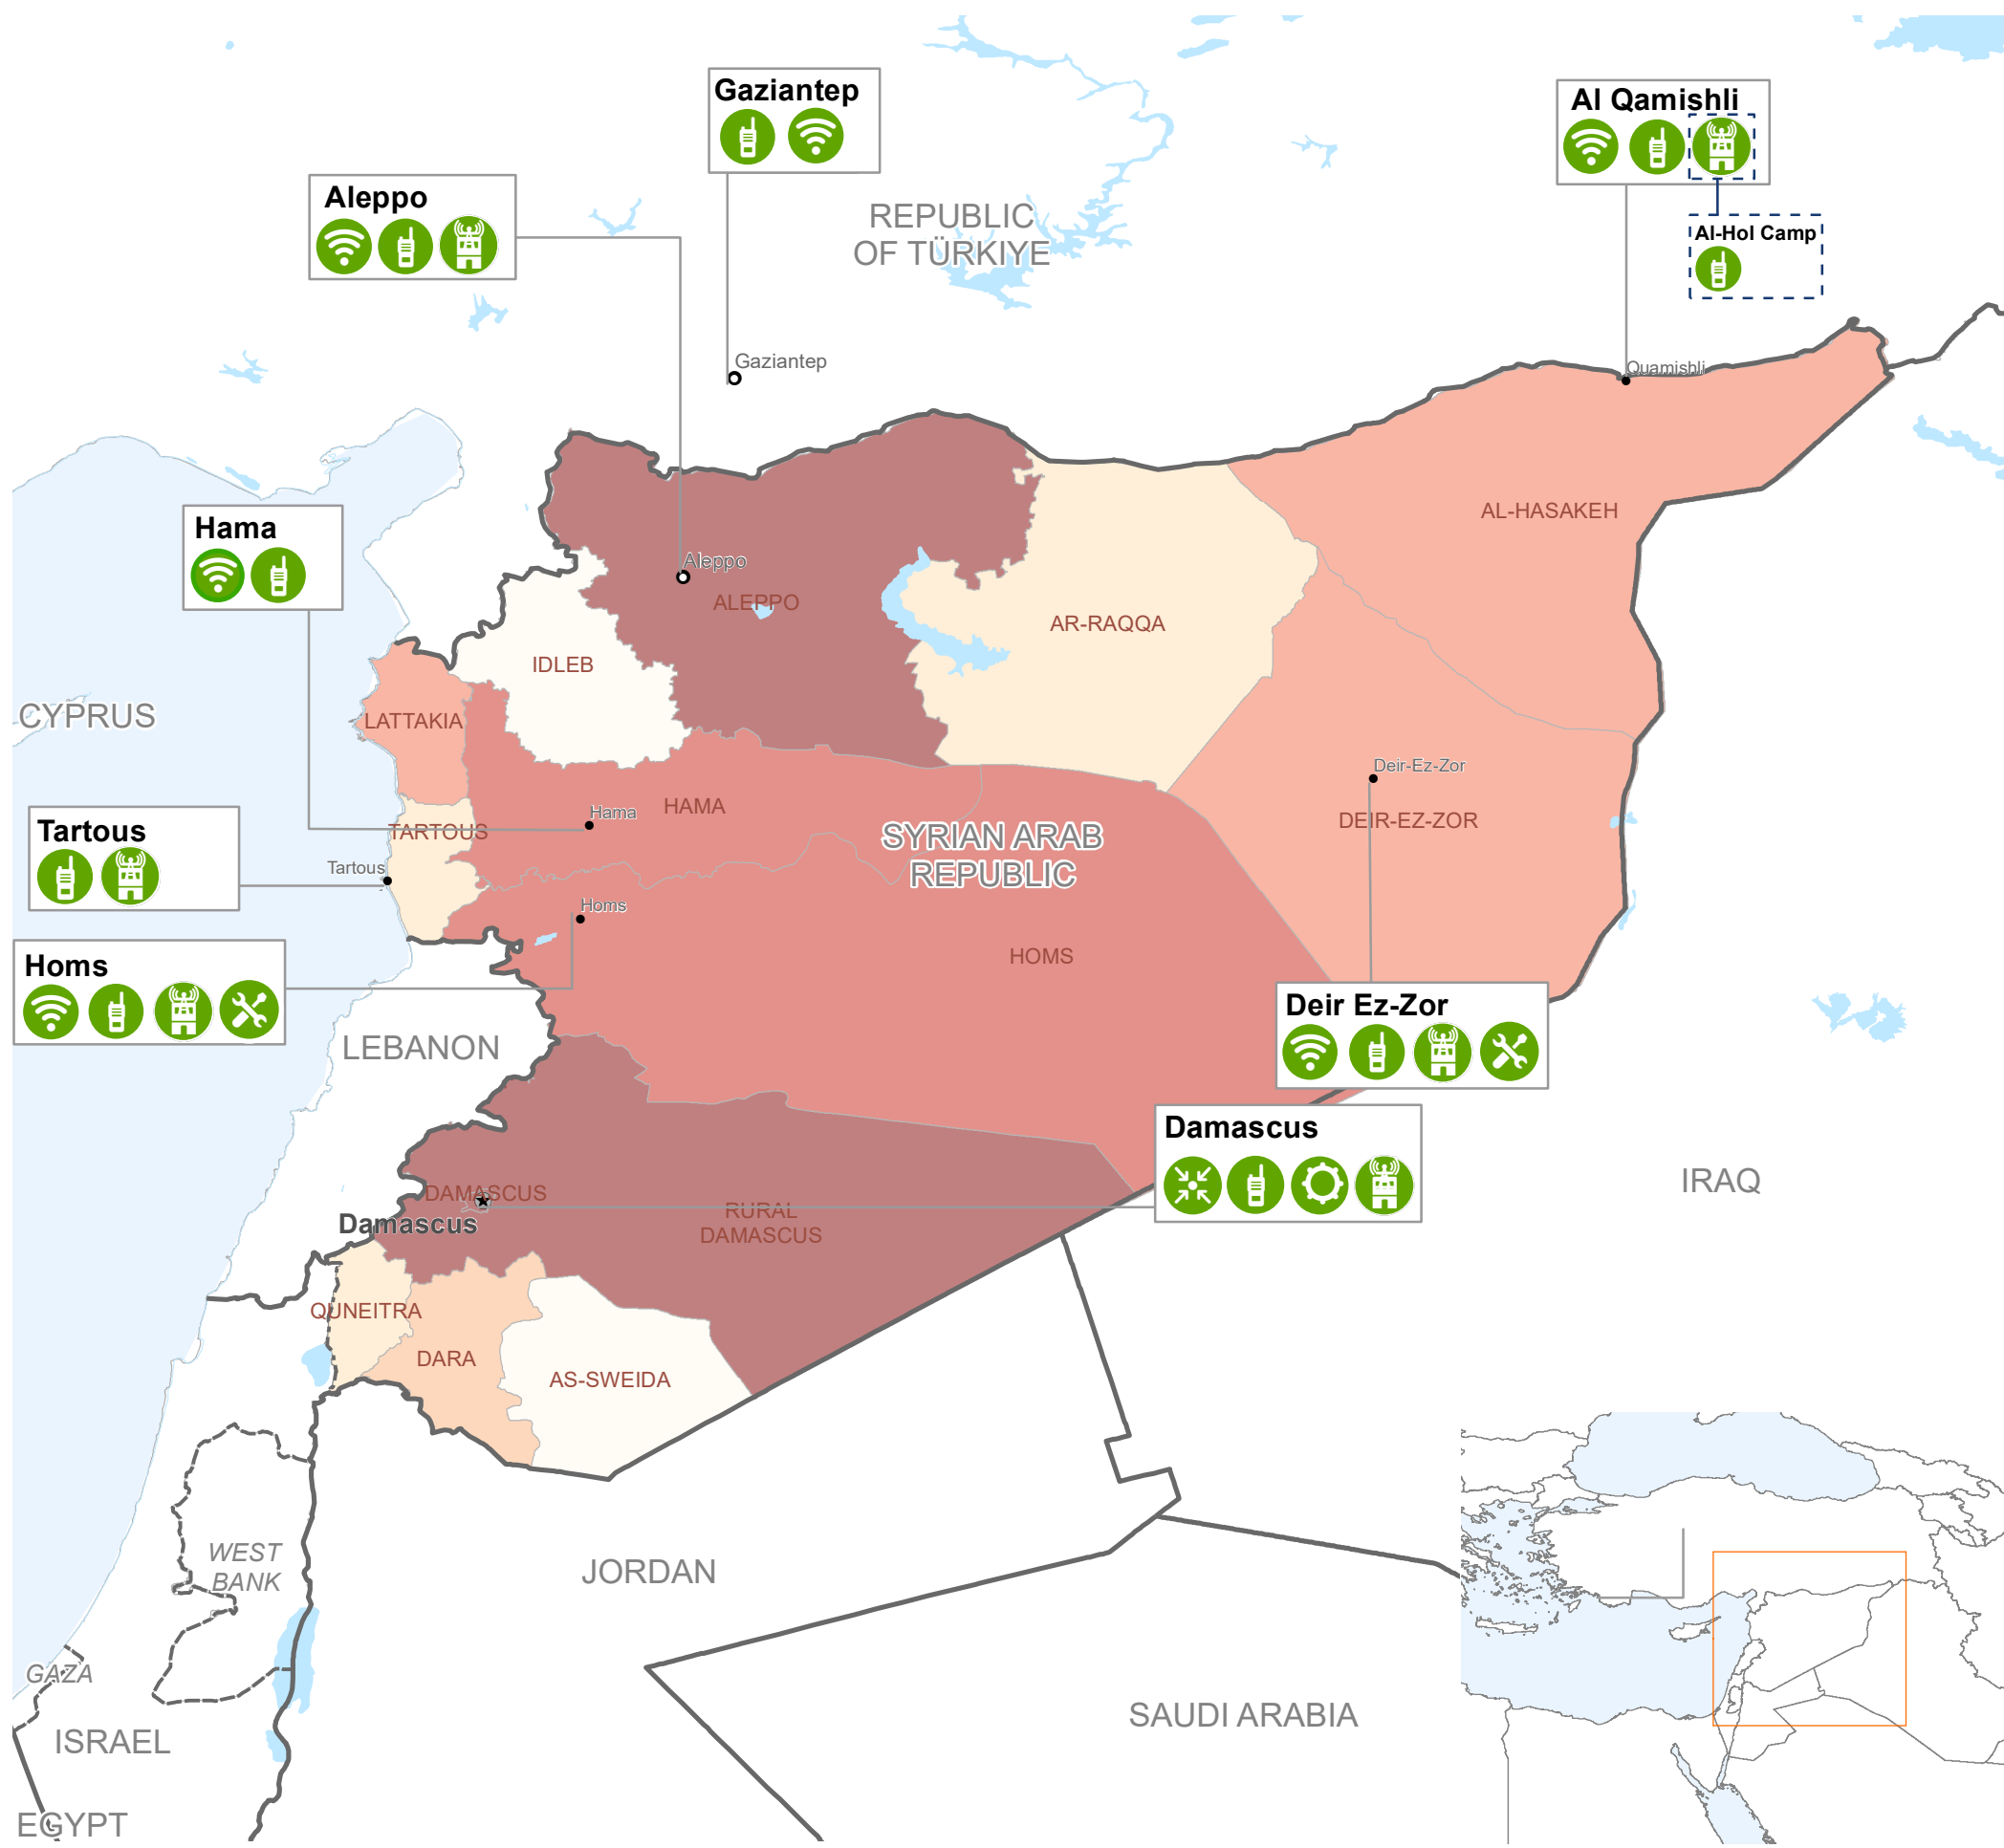 Gaziantep
Al Qamishli
Aleppo
REPUBLIC
OF TÜRKIYE
Al-Hol Camp
Gaziantep
Quamishli
Hama
AL-HASAKEH
Aleppo
ALEPPO
AR-RAQQA
IDLEB
CYPRUS
LATTAKIA
Deir-Ez-Zor
HAMA
Hama
DEIR-EZ-ZOR
Tartous
TARTOUS
SYRIAN ARAB
REPUBLIC
Tartous
Homs
HOMS
Homs
Deir Ez-Zor
LEBANON
Damascus
IRAQ
DAMASCUS
Damascus
RURAL
DAMASCUS
QUNEITRA
DARA
AS-SWEIDA
WEST
BANK
JORDAN
GAZA
SAUDI ARABIA
ISRAEL
EGYPT